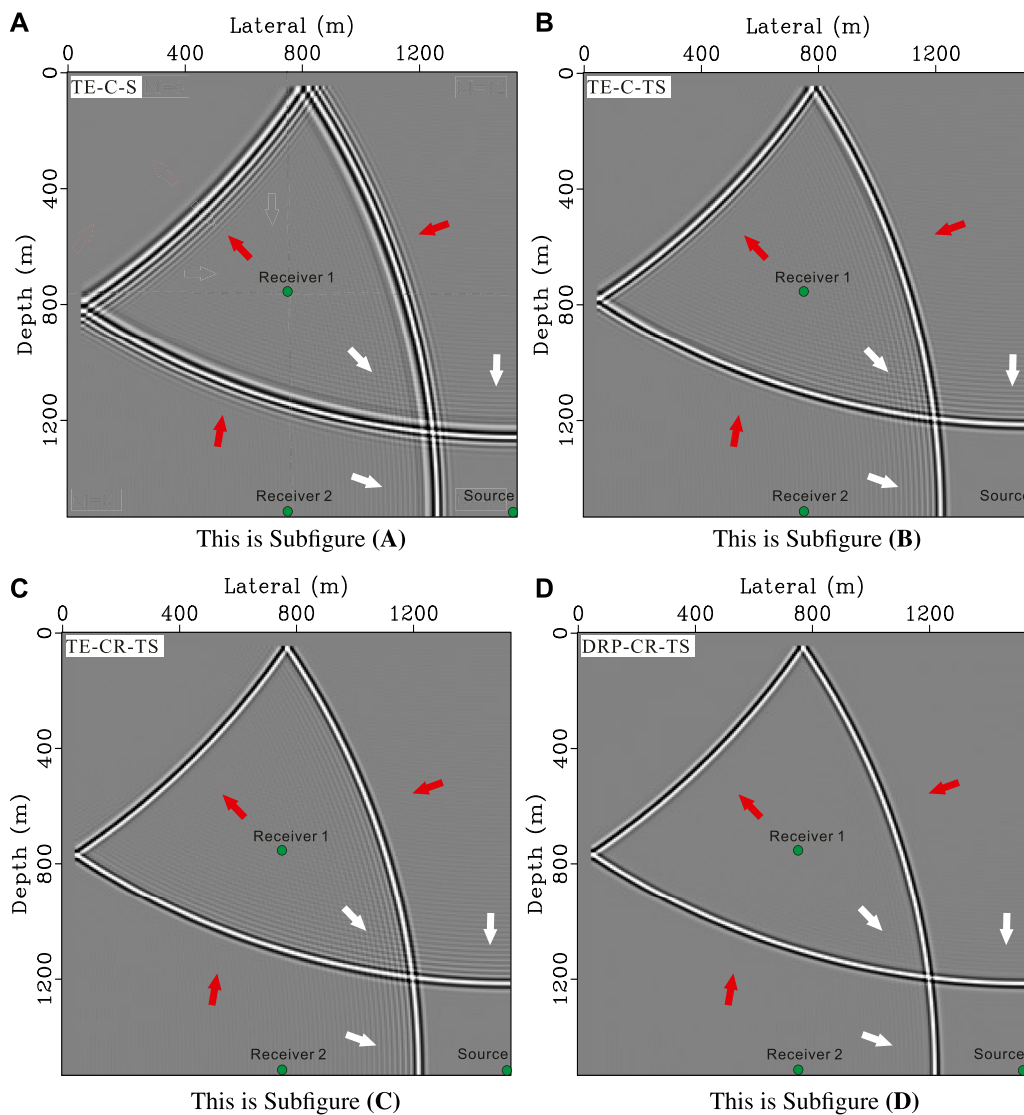 A
B
Lateral (m)
Lateral (m)
0 400 800 1200
0 400 800 1200
TE-C-S
TE-C-TS
Depth (m)
0
400
800
1200
Depth (m)
0
400
800
1200
Receiver 1
Receiver 1
Receiver 2
Source
Receiver 2
Source
This is Subfigure (A)
This is Subfigure (B)
C
D
Lateral (m)
Lateral (m)
0 400 800 1200
0 400 800 1200
TE-CR-TS
DRP-CR-TS
Depth (m)
0
400
800
1200
Depth (m)
0
400
800
1200
Receiver 1
Receiver 1
Receiver 2
Source
Receiver 2
Source
This is Subfigure (C)
This is Subfigure (D)